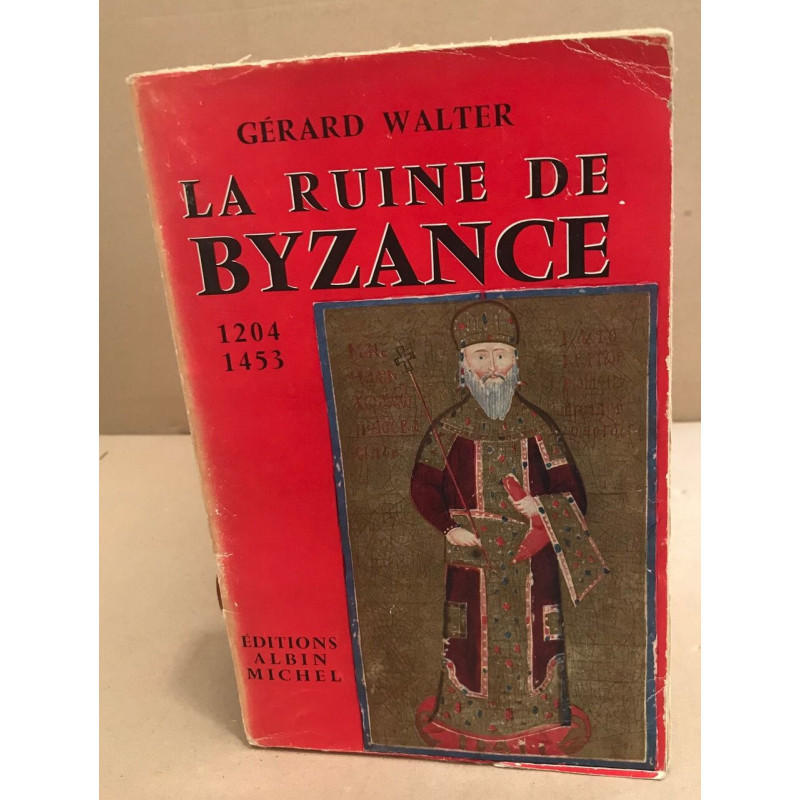 GÉRARD WALTER
LA RUINE DE
BYZANCE
1204
1453
ÉDITIONS
ALBIN
MICHEL